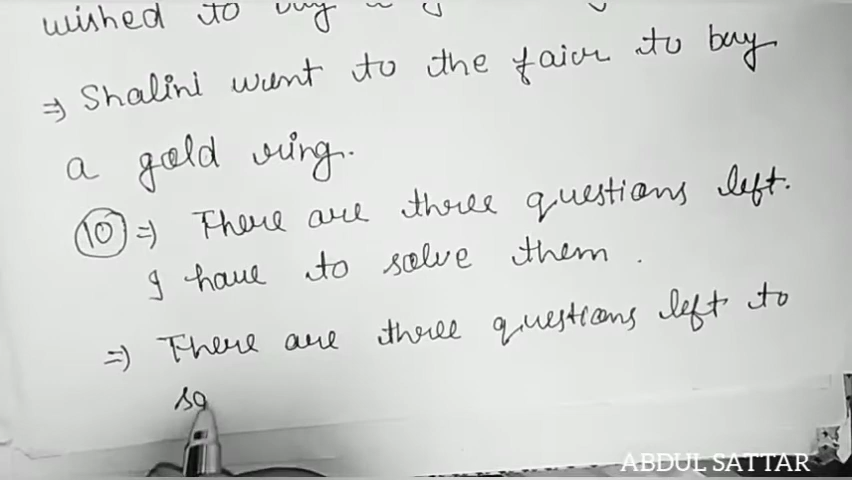 wished to buy a
⇒ Shalini went to the fair to buy
a gold ring.
10 ⇒ There are three questions left.
I have to solve them.
⇒ There are three questions left to
so
ABDUL SATTAR